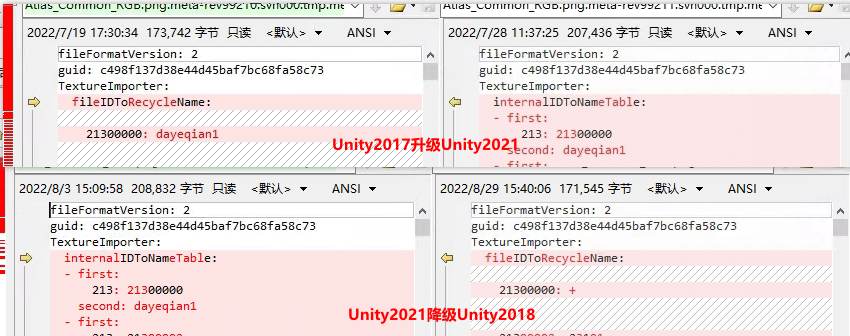 Atlas_Common_RGB.png.meta-rev99210.svn000.tmp.me
Atlas_Common_RGB.png.meta-rev99211.svn000.tmp.m
2022/7/19 17:30:34 173,742 字节 只读 <默认> ANSI
fileFormatVersion: 2
guid: c498f137d38e44d45baf7bc68fa58c73
TextureImporter:
fileIDToRecycleName:
21300000: dayeqian1
2022/7/28 11:37:25 207,436 字节 只读 <默认> ANSI
fileFormatVersion: 2
guid: c498f137d38e44d45baf7bc68fa58c73
TextureImporter:
internalIDToNameTable:
- first:
213: 21300000
second: dayeqian1
- first:
Unity2017升级Unity2021
2022/8/3 15:09:58 208,832 字节 只读 <默认> ANSI
fileFormatVersion: 2
guid: c498f137d38e44d45baf7bc68fa58c73
TextureImporter:
internalIDToNameTable:
- first:
213: 21300000
second: dayeqian1
- first:
2022/8/29 15:40:06 171,545 字节 <默认> ANSI
fileFormatVersion: 2
guid: c498f137d38e44d45baf7bc68fa58c73
TextureImporter:
fileIDToRecycleName:
21300000: +
Unity2021降级Unity2018